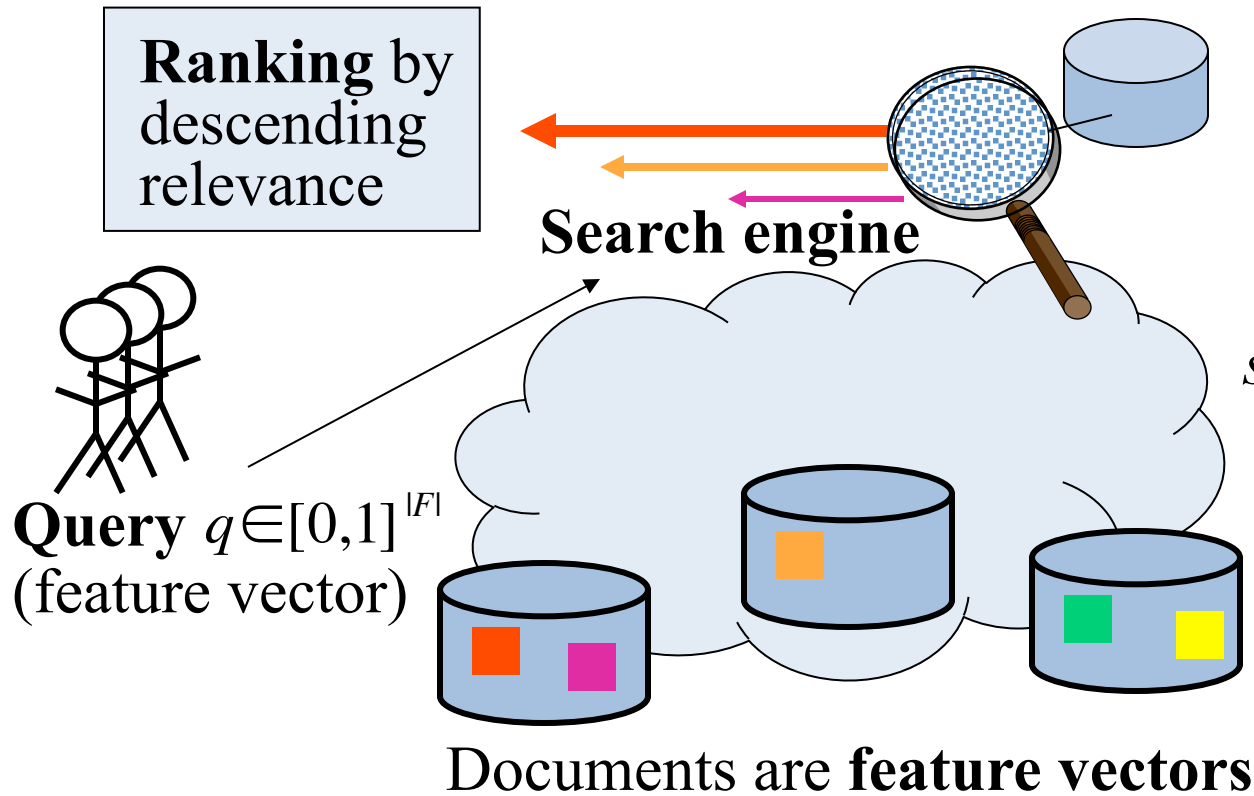 Ranking by
descending
relevance
Search engine
Query q∈[0,1]^|F|
(feature vector)
Documents are feature vectors